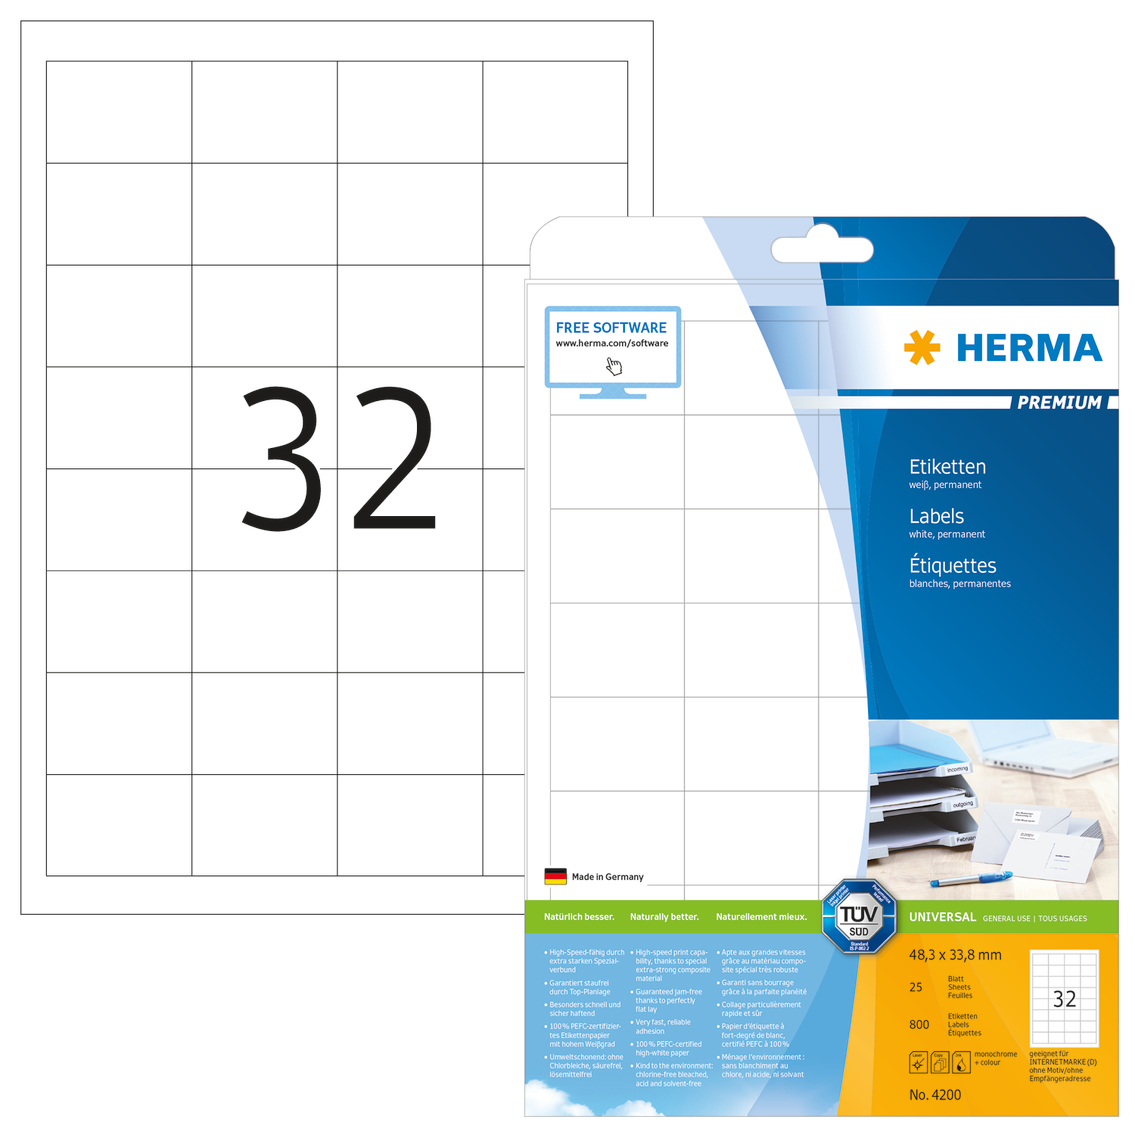 32
FREE SOFTWARE
www.herma.com/software
HERMA
PREMIUM
Etiketten
weiß, permanent
Labels
white, permanent
Étiquettes
blanches, permanentes
incoming
outgoing
Februar
Made in Germany
Natürlich besser.
Naturally better.
Naturellement mieux.
TÜV
SÜD
Standard
UNIVERSAL GENERAL USE | TOUS USAGES
• High-Speed-fähig durch
extra starken Spezial-
verbund
• Garantiert staufrei
durch Top-Planlage
• Besonders schnell und
sicher haftend
• 100 % PEFC-zertifizier-
tes Etikettenpapier
mit hohem Weißgrad
• Umweltschonend: ohne
Chlorbleiche, säurefrei,
lösemittelfrei
• High-speed print capa-
bility, thanks to special
extra-strong composite
material
• Guaranteed jam-free
thanks to perfectly
flat lay
• Very fast, reliable
adhesion
• 100 % PEFC-certified
high-white paper
• Kind to the environment:
chlorine-free bleached,
acid and solvent-free
• Apte aux grandes vitesses
grâce au matériau compo-
site spécial très robuste
• Garanti sans bourrage
grâce à la parfaite planéité
• Collage particulièrement
rapide et sûr
• Papier d'étiquette à
fort-degré de blanc,
certifié PEFC à 100 %
• Ménage l'environnement :
sans blanchiment au
chlore, ni acide, ni solvant
48,3 x 33,8 mm
25
Blatt
Sheets
Feuilles
800
Etiketten
Labels
Étiquettes
Laser
Copy
Ink
monochrome
+ colour
No. 4200
32
geeignet für
INTERNETMARKE (D)
ohne Motiv/ohne
Empfängeradresse